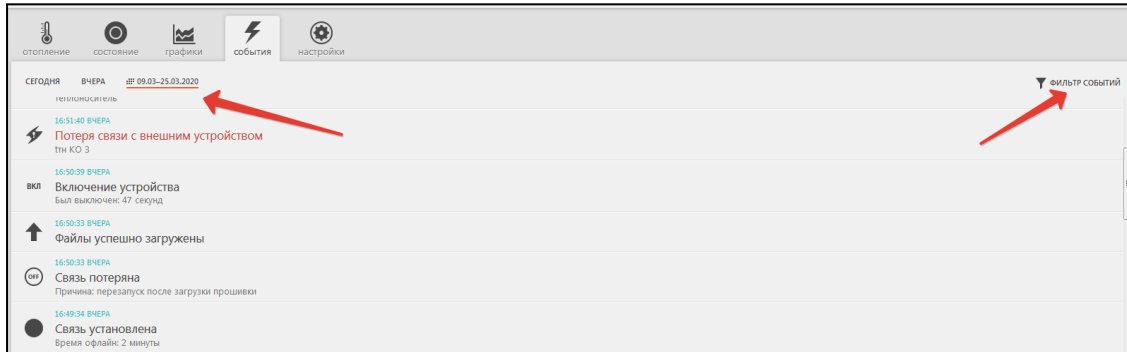 отопление состояние графики события настройки
СЕГОДНЯ ВЧЕРА 09.03–25.03.2020 ФИЛЬТР СОБЫТИЙ
теплоноситель
16:51:40 ВЧЕРА
Потеря связи с внешним устройством
tтн КО 3
16:50:39 ВЧЕРА
ВКЛ Включение устройства
Был выключен: 47 секунд
16:50:33 ВЧЕРА
Файлы успешно загружены
16:50:33 ВЧЕРА
OFF Связь потеряна
Причина: перезапуск после загрузки прошивки
16:49:34 ВЧЕРА
Связь установлена
Время офлайн: 2 минуты